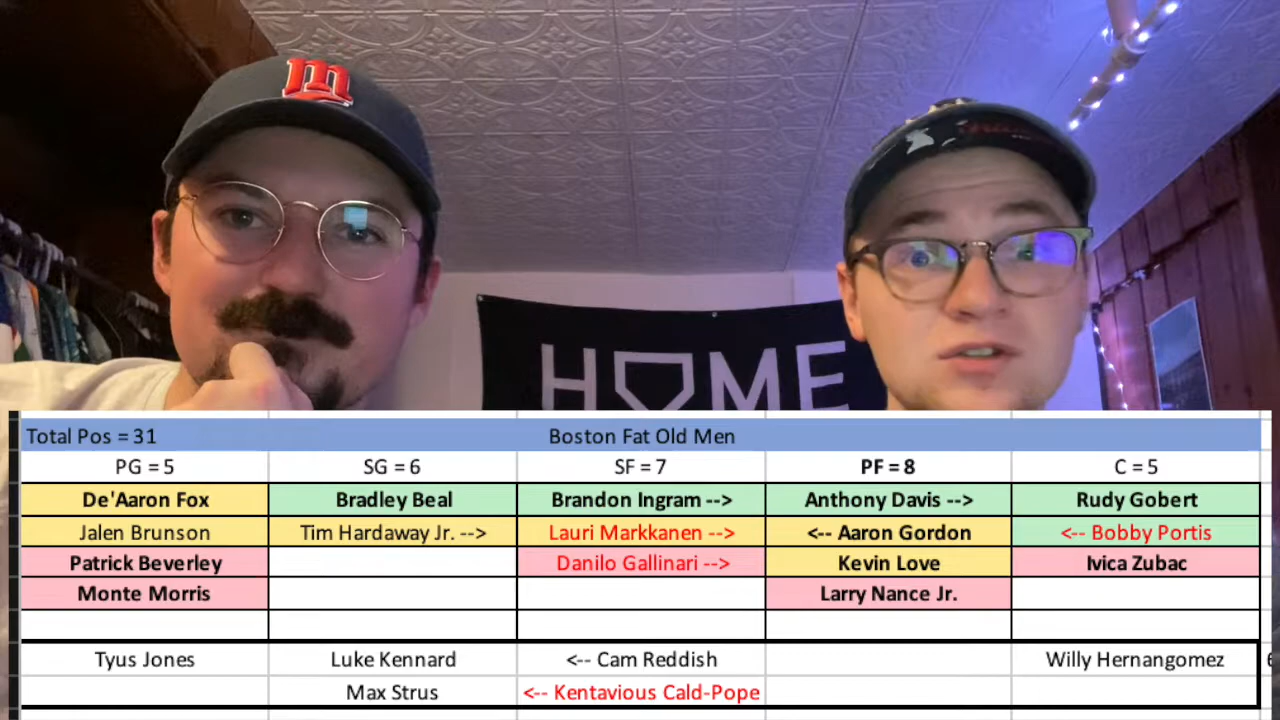 m
HOME
Total Pos = 31 Boston Fat Old Men
PG = 5 SG = 6 SF = 7 PF = 8 C = 5
De'Aaron Fox Bradley Beal Brandon Ingram --> Anthony Davis --> Rudy Gobert
Jalen Brunson Tim Hardaway Jr. --> Lauri Markkanen --> <-- Aaron Gordon <-- Bobby Portis
Patrick Beverley Danilo Gallinari --> Kevin Love Ivica Zubac
Monte Morris Larry Nance Jr.
Tyus Jones Luke Kennard <-- Cam Reddish Willy Hernangomez
Max Strus <-- Kentavious Cald-Pope